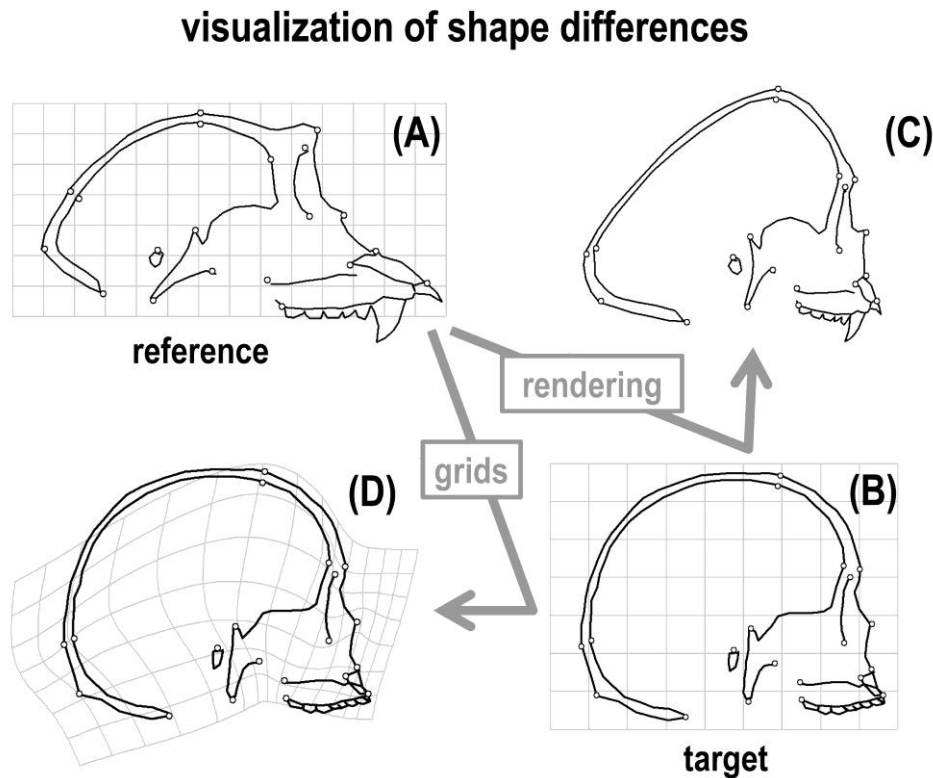 visualization of shape differences
(A)
(C)
reference
rendering
grids
(D)
(B)
target